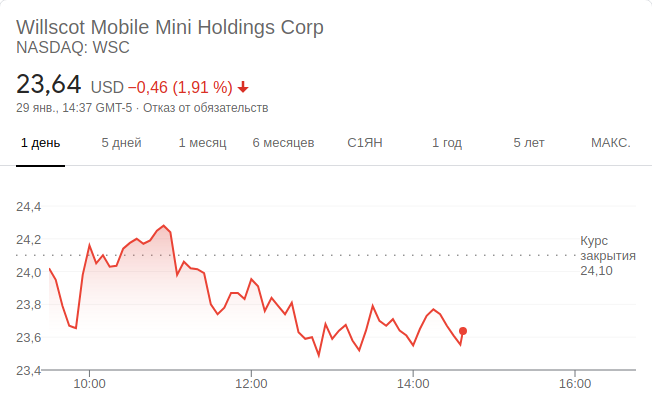 Willscot Mobile Mini Holdings Corp
NASDAQ: WSC
23,64 USD −0,46 (1,91 %)
29 янв., 14:37 GMT-5 · Отказ от обязательств
1 день 5 дней 1 месяц 6 месяцев С1ЯН 1 год 5 лет МАКС.
24,4
24,2
24,0
23,8
23,6
23,4
Курс
закрытия
24,10
10:00 12:00 14:00 16:00